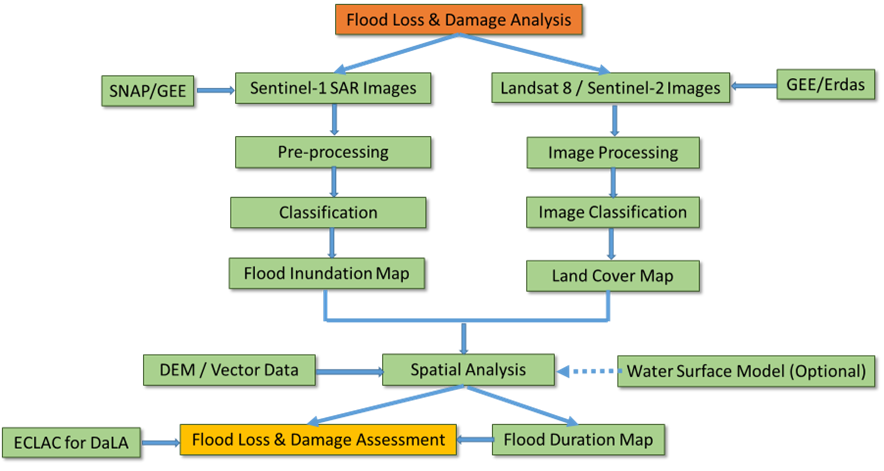 Flood Loss & Damage Analysis
SNAP/GEE
Sentinel-1 SAR Images
Landsat 8 / Sentinel-2 Images
GEE/Erdas
Pre-processing
Image Processing
Classification
Image Classification
Flood Inundation Map
Land Cover Map
DEM / Vector Data
Spatial Analysis
Water Surface Model (Optional)
ECLAC for DaLA
Flood Loss & Damage Assessment
Flood Duration Map